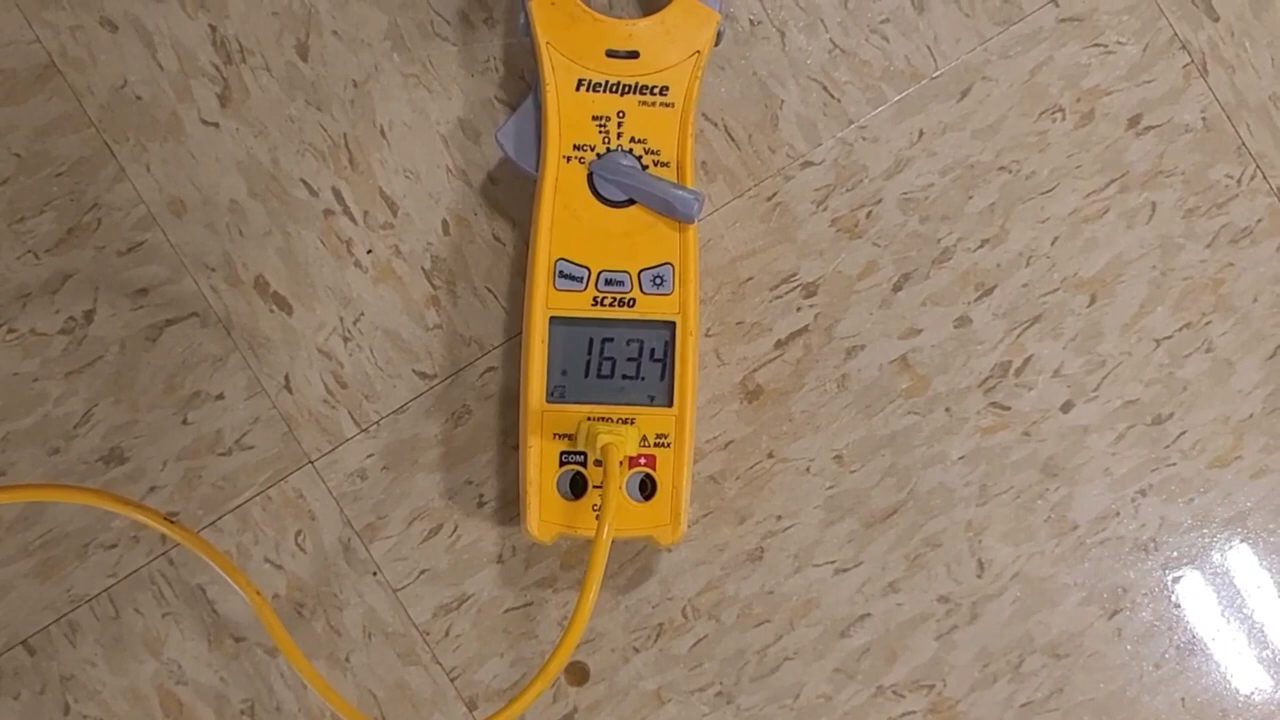 Fieldpiece
TRUE RMS
MFD
O
F
F
Ω
AAC
NCV
VAC
°F°C
VDC
Select
M/m
SC260
163.4
°F
AUTO OFF
TYPE
⚠ 30V
MAX
COM
+